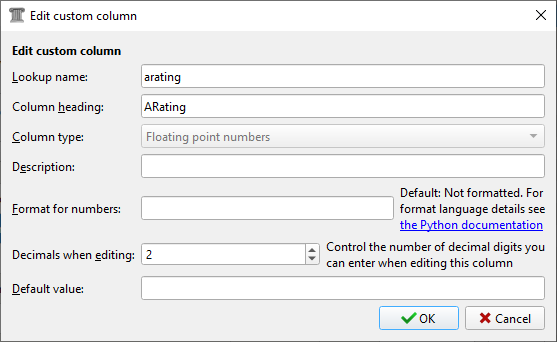 Edit custom column
Edit custom column
Lookup name: arating
Column heading: ARating
Column type: Floating point numbers
Description:
Format for numbers: Default: Not formatted. For
format language details see
the Python documentation
Decimals when editing: 2 Control the number of decimal digits you
can enter when editing this column
Default value:
OK Cancel